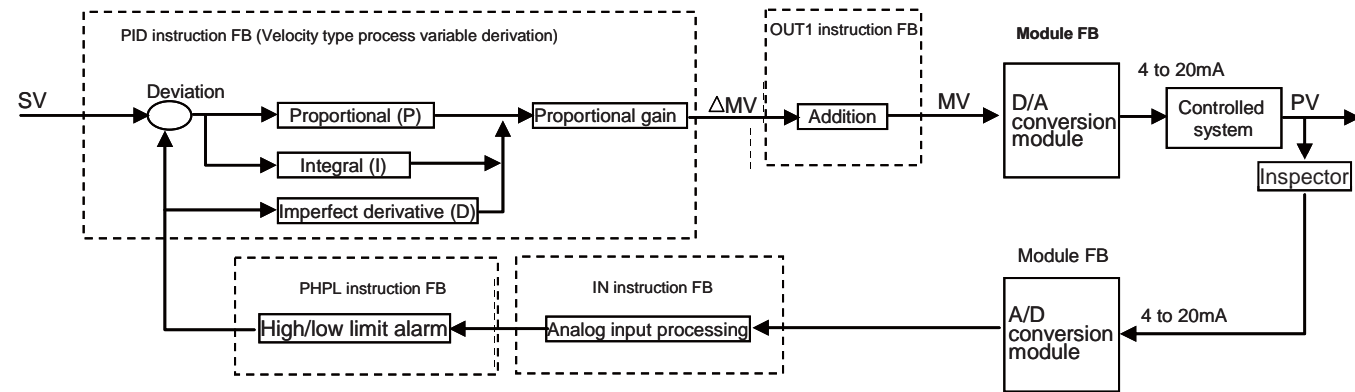 PID instruction FB (Velocity type process variable derivation)
OUT1 instruction FB
Module FB
SV
Deviation
Proportional (P)
Proportional gain
△MV
Addition
MV
D/A
conversion
module
4 to 20mA
Controlled
system
PV
Integral (I)
Inspector
Imperfect derivative (D)
PHPL instruction FB
IN instruction FB
Module FB
High/low limit alarm
Analog input processing
A/D
conversion
module
4 to 20mA